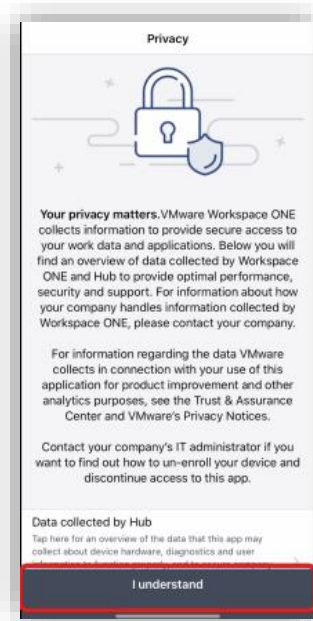 Privacy
Your privacy matters.VMware Workspace ONE
collects information to provide secure access to
your work data and applications. Below you will
find an overview of data collected by Workspace
ONE and Hub to provide optimal performance,
security and support. For information about how
your company handles information collected by
Workspace ONE, please contact your company.
For information regarding the data VMware
collects in connection with your use of this
application for product improvement and other
analytics purposes, see the Trust & Assurance
Center and VMware's Privacy Notices.
Contact your company's IT administrator if you
want to find out how to un-enroll your device and
discontinue access to this app.
Data collected by Hub
Tap here for an overview of the data that this app may
collect about device hardware, diagnostics and user
I understand